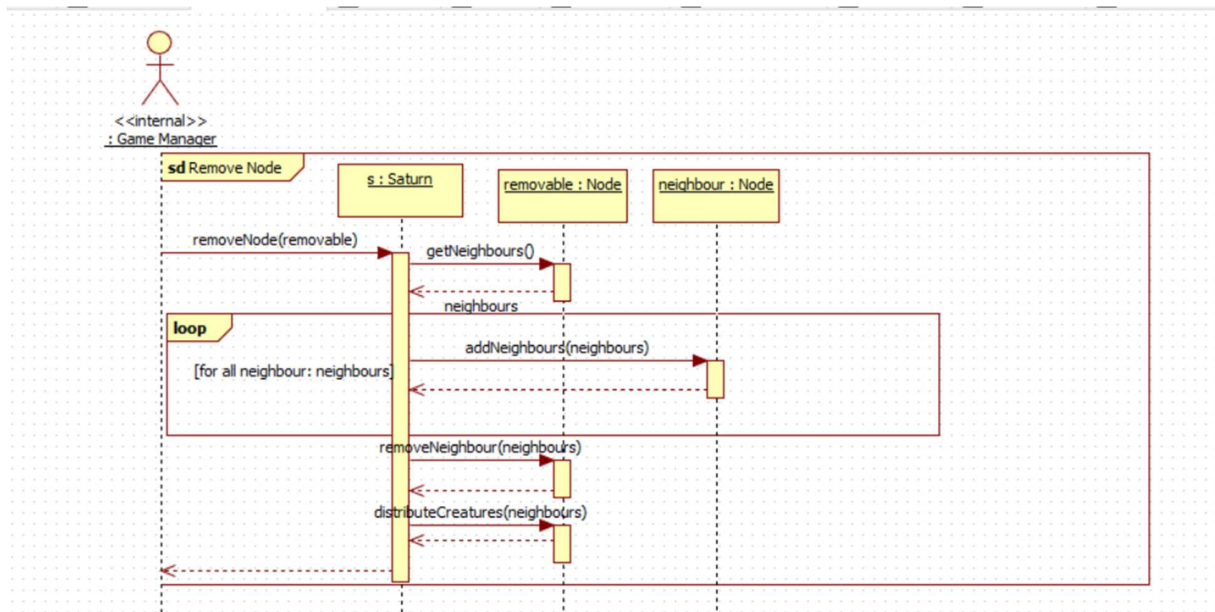 <<internal>>
: Game Manager
sd Remove Node
s : Saturn
removable : Node
neighbour : Node
removeNode(removable)
getNeighbours()
neighbours
loop
addNeighbours(neighbours)
[for all neighbour: neighbours]
removeNeighbour(neighbours)
distributeCreatures(neighbours)